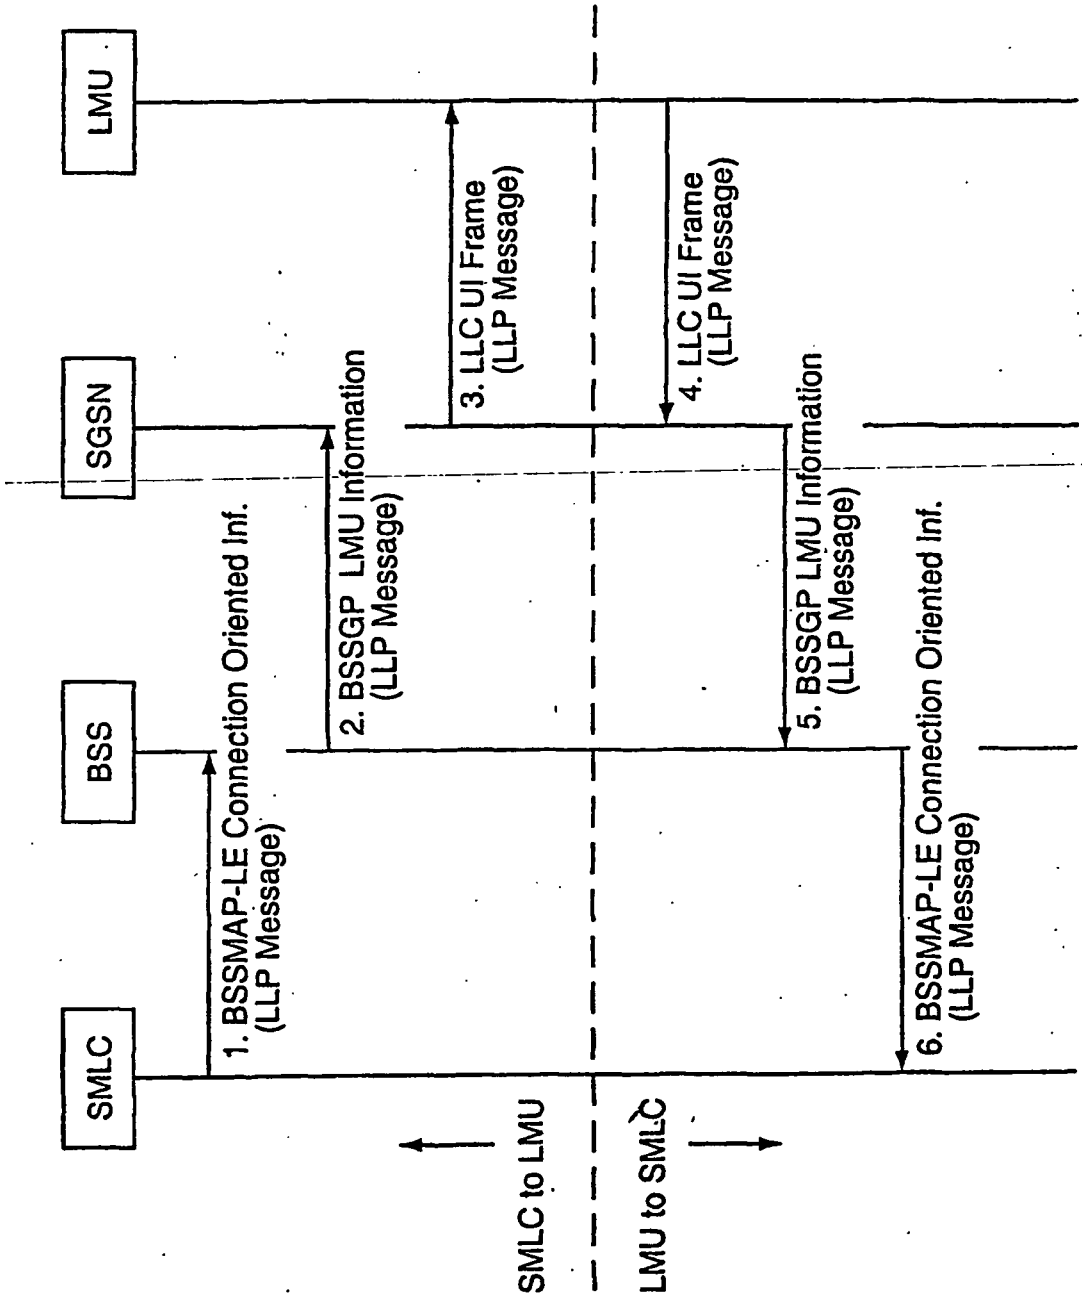 SMLC
BSS
SGSN
LMU
1. BSSMAP-LE Connection Oriented Inf.
(LLP Message)
2. BSSGP LMU Information
(LLP Message)
3. LLC UI Frame
(LLP Message)
SMLC to LMU
LMU to SMLC
4. LLC UI Frame
(LLP Message)
5. BSSGP LMU Information
(LLP Message)
6. BSSMAP-LE Connection Oriented Inf.
(LLP Message)